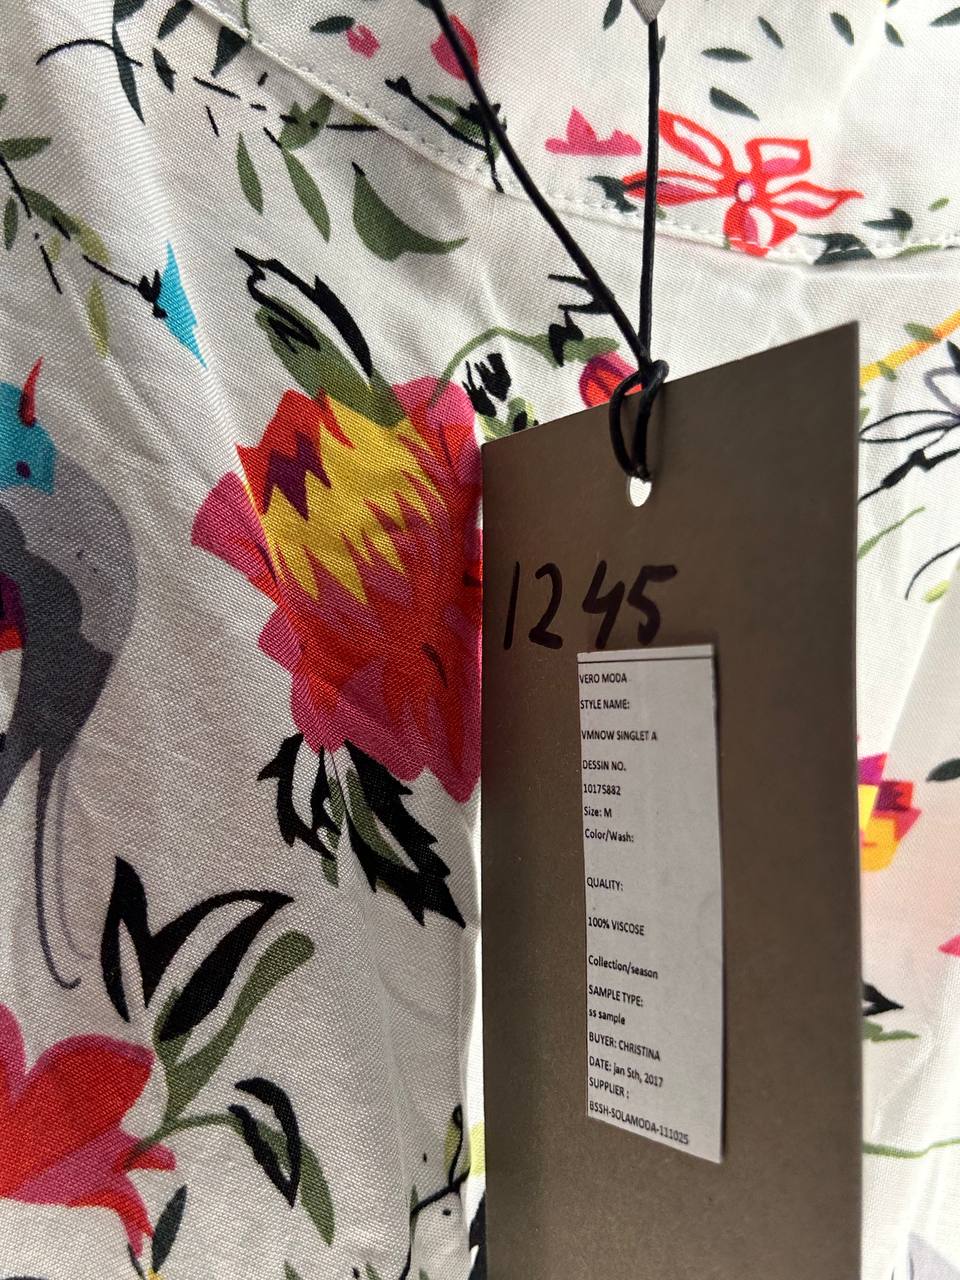 1245
VERO MODA
STYLE NAME:
VMNOW SINGLET A
DESSIN NO.
10175882
Size: M
Color/Wash:
QUALITY:
100% VISCOSE
Collection/season
SAMPLE TYPE:
ss sample
BUYER: CHRISTINA
DATE: jan 5th, 2017
SUPPLIER :
BSSH-SOLAMODA-111025